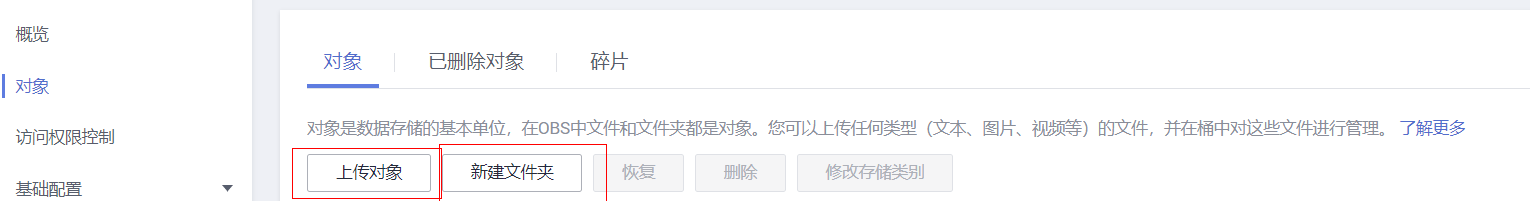 概览
对象
访问权限控制
基础配置
对象
已删除对象
碎片
对象是数据存储的基本单位，在OBS中文件和文件夹都是对象。您可以上传任何类型（文本、图片、视频等）的文件，并在桶中对这些文件进行管理。 了解更多
上传对象
新建文件夹
恢复
删除
修改存储类别